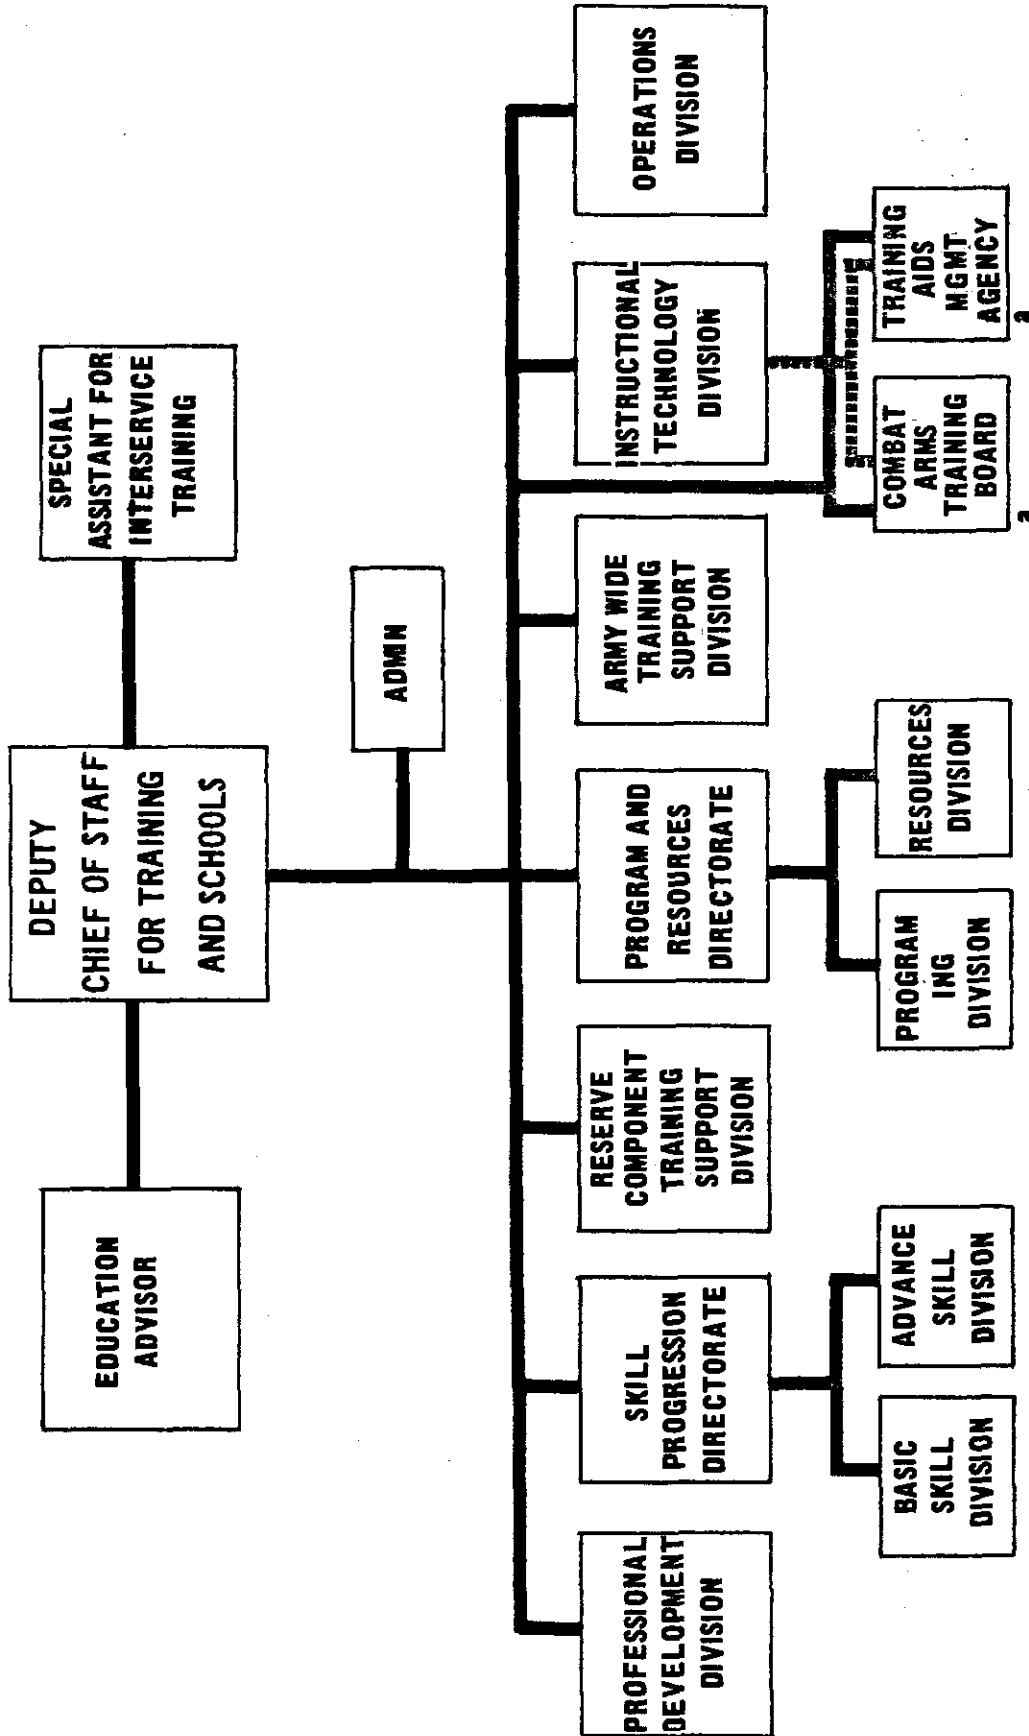 DEPUTY
CHIEF OF STAFF
FOR TRAINING
AND SCHOOLS
EDUCATION
ADVISOR
SPECIAL
ASSISTANT FOR
INTERSERVICE
TRAINING
ADMIN
PROFESSIONAL
DEVELOPMENT
DIVISION
SKILL
PROGRESSION
DIRECTORATE
RESERVE
COMPONENT
TRAINING
SUPPORT
DIVISION
PROGRAM AND
RESOURCES
DIRECTORATE
ARMY WIDE
TRAINING
SUPPORT
DIVISION
INSTRUCTIONAL
TECHNOLOGY
DIVISION
OPERATIONS
DIVISION
BASIC
SKILL
DIVISION
ADVANCE
SKILL
DIVISION
PROGRAM
ING
DIVISION
RESOURCES
DIVISION
COMBAT
ARMS
TRAINING
BOARD
a
TRAINING
AIDS
MGMT
AGENCY
a